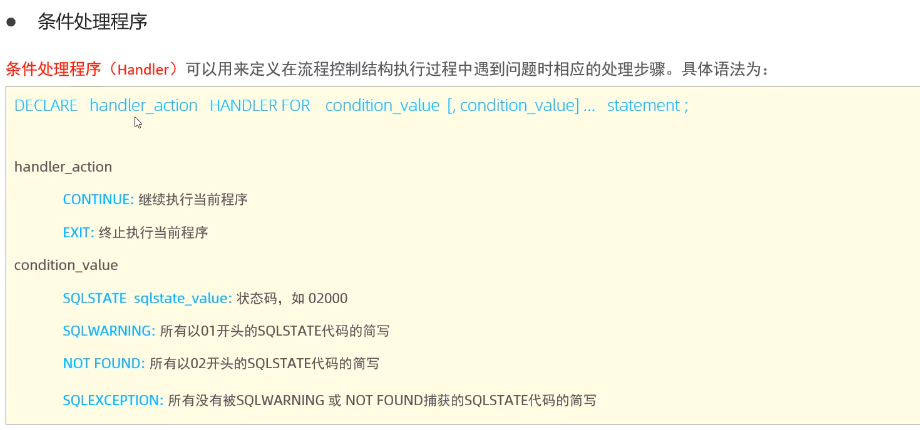 ● 条件处理程序
条件处理程序（Handler）可以用来定义在流程控制结构执行过程中遇到问题时相应的处理步骤。具体语法为：
DECLARE handler_action HANDLER FOR condition_value [, condition_value] ... statement ;
handler_action
CONTINUE: 继续执行当前程序
EXIT: 终止执行当前程序
condition_value
SQLSTATE sqlstate_value: 状态码，如 02000
SQLWARNING: 所有以01开头的SQLSTATE代码的简写
NOT FOUND: 所有以02开头的SQLSTATE代码的简写
SQLEXCEPTION: 所有没有被SQLWARNING 或 NOT FOUND捕获的SQLSTATE代码的简写